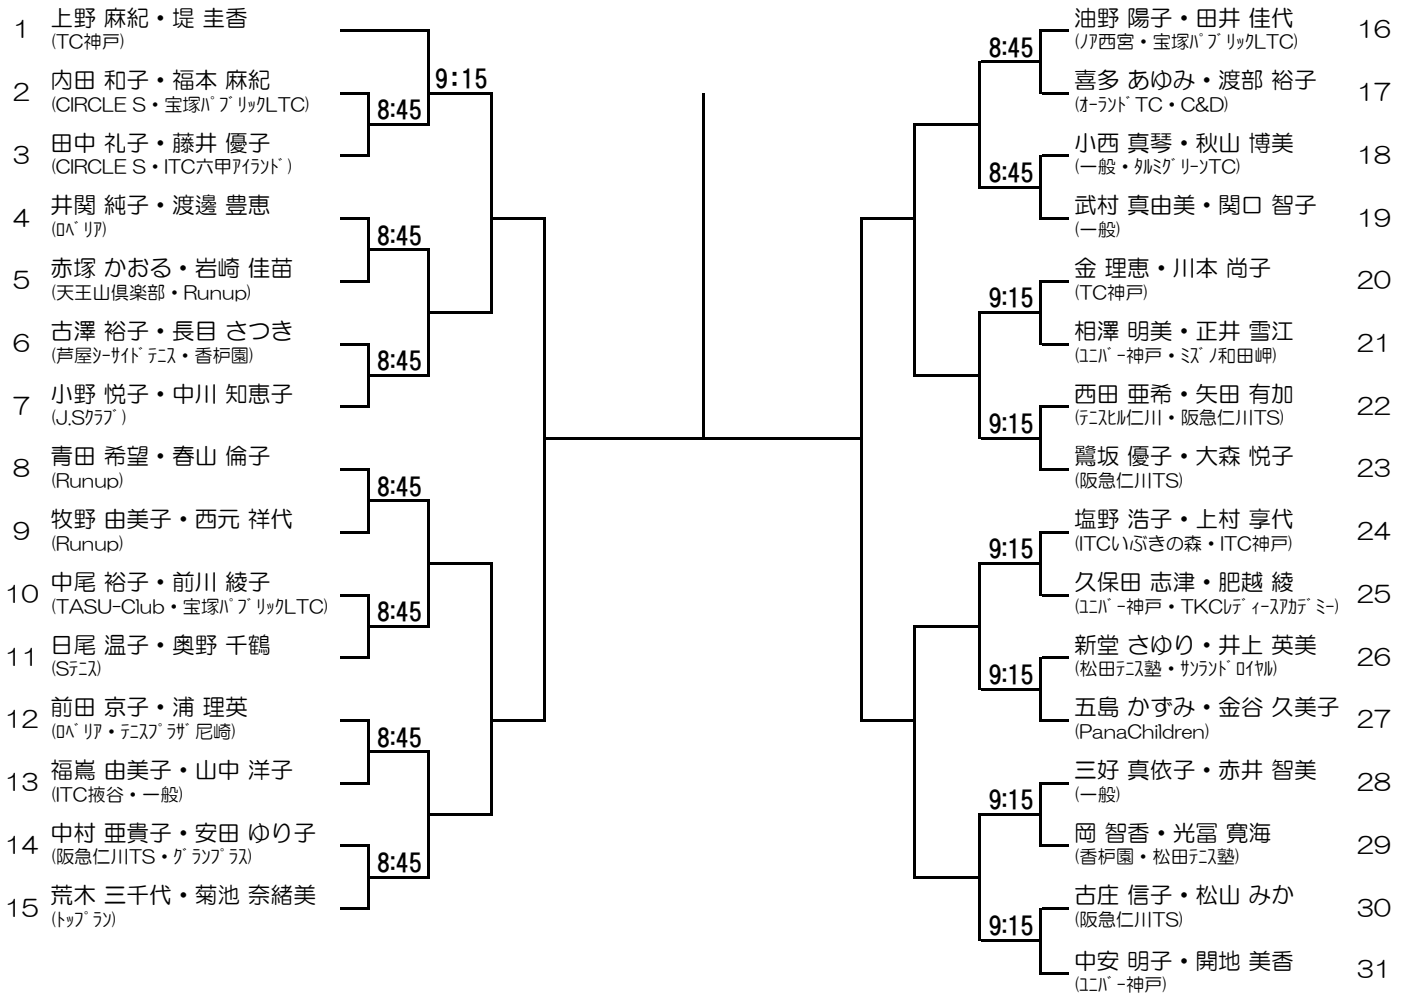 1 上野 麻紀・堤 圭香
(TC神戸)
9:15
2 内田 和子・福本 麻紀
(CIRCLE S・宝塚ﾊﾟﾌﾞﾘｯｸLTC)
8:45
3 田中 礼子・藤井 優子
(CIRCLE S・ITC六甲ｱｲﾗﾝﾄﾞ)
4 井関 純子・渡邊 豊恵
(ﾛﾍﾞﾘｱ)
8:45
5 赤塚 かおる・岩崎 佳苗
(天王山倶楽部・Runup)
6 古澤 裕子・長目 さつき
(芦屋ｼｰｻｲﾄﾞﾃﾆｽ・香枦園)
8:45
7 小野 悦子・中川 知恵子
(J.Sｸﾗﾌﾞ)
8 青田 希望・春山 倫子
(Runup)
8:45
9 牧野 由美子・西元 祥代
(Runup)
10 中尾 裕子・前川 綾子
(TASU-Club・宝塚ﾊﾟﾌﾞﾘｯｸLTC)
8:45
11 日尾 温子・奥野 千鶴
(Sﾃﾆｽ)
12 前田 京子・浦 理英
(ﾛﾍﾞﾘｱ・ﾃﾆｽﾌﾟﾗｻﾞ尼崎)
8:45
13 福嶌 由美子・山中 洋子
(ITC掖谷・一般)
14 中村 亜貴子・安田 ゆり子
(阪急仁川TS・ｸﾞﾗﾝﾌﾟﾗｽ)
8:45
15 荒木 三千代・菊池 奈緒美
(ﾄｯﾌﾟﾗﾝ)
油野 陽子・田井 佳代 16
(ﾉｱ西宮・宝塚ﾊﾟﾌﾞﾘｯｸLTC)
8:45
喜多 あゆみ・渡部 裕子 17
(ｵｰﾗﾝﾄﾞTC・C&D)
小西 真琴・秋山 博美 18
(一般・ﾀﾙﾐｸﾞﾘｰﾝTC)
8:45
武村 真由美・関口 智子 19
(一般)
金 理恵・川本 尚子 20
(TC神戸)
9:15
相澤 明美・正井 雪江 21
(ﾕﾆﾊﾞｰ神戸・ﾐｽﾞﾉ和田岬)
西田 亜希・矢田 有加 22
(ﾃﾆｽﾋﾙ仁川・阪急仁川TS)
9:15
鷺坂 優子・大森 悦子 23
(阪急仁川TS)
塩野 浩子・上村 享代 24
(ITCいぶきの森・ITC神戸)
9:15
久保田 志津・肥越 綾 25
(ﾕﾆﾊﾞｰ神戸・TKCﾚﾃﾞｨｰｽｱｶﾃﾞﾐｰ)
新堂 さゆり・井上 英美 26
(松田ﾃﾆｽ塾・ｻﾝﾗﾝﾄﾞﾛｲﾔﾙ)
9:15
五島 かずみ・金谷 久美子 27
(PanaChildren)
三好 真依子・赤井 智美 28
(一般)
9:15
岡 智香・光冨 寛海 29
(香枦園・松田ﾃﾆｽ塾)
古庄 信子・松山 みか 30
(阪急仁川TS)
9:15
中安 明子・開地 美香 31
(ﾕﾆﾊﾞｰ神戸)